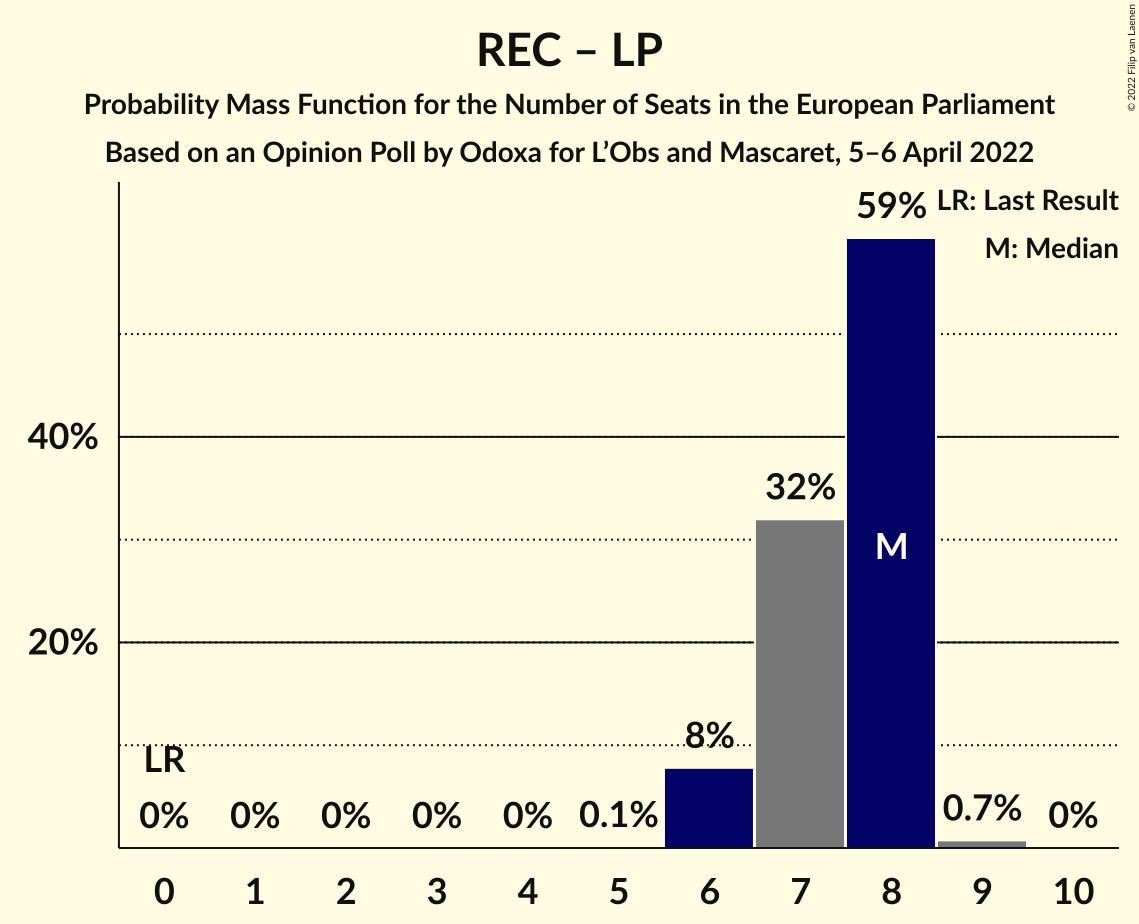 REC – LP
Probability Mass Function for the Number of Seats in the European Parliament
Based on an Opinion Poll by Odoxa for L’Obs and Mascaret, 5–6 April 2022
© 2022 Filip van Laenen
LR: Last Result
M: Median
59%
40%
32%
M
20%
8%
LR
0% 0% 0% 0% 0% 0.1% 0.7% 0%
0 1 2 3 4 5 6 7 8 9 10